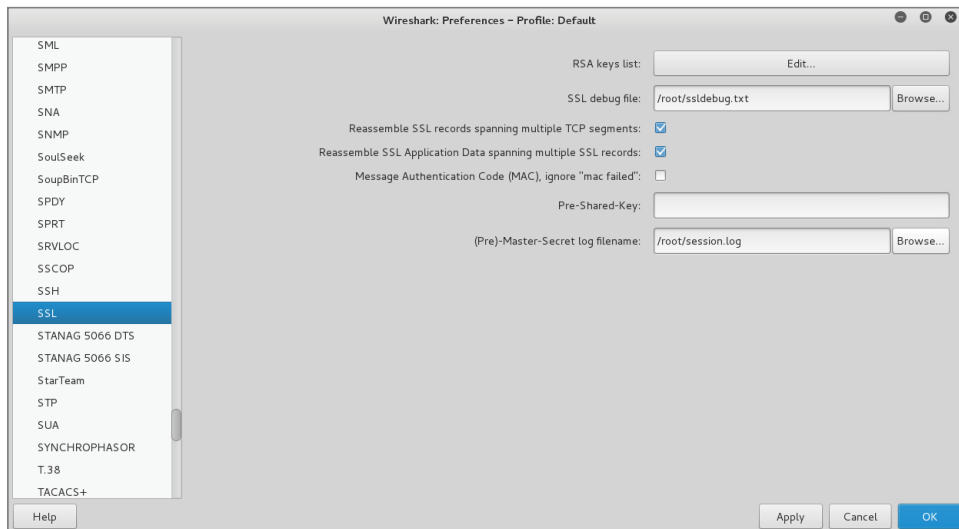 Wireshark: Preferences – Profile: Default
SML
SMPP
SMTP
SNA
SNMP
SoulSeek
SoupBinTCP
SPDY
SPRT
SRVLOC
SSCOP
SSH
SSL
STANAG 5066 DTS
STANAG 5066 SIS
StarTeam
STP
SUA
SYNCHROPHASOR
T.38
TACACS+
RSA keys list: Edit...
SSL debug file: /root/ssldebug.txt Browse...
Reassemble SSL records spanning multiple TCP segments:
Reassemble SSL Application Data spanning multiple SSL records:
Message Authentication Code (MAC), ignore "mac failed":
Pre-Shared-Key:
(Pre)-Master-Secret log filename: /root/session.log Browse...
Help Apply Cancel OK